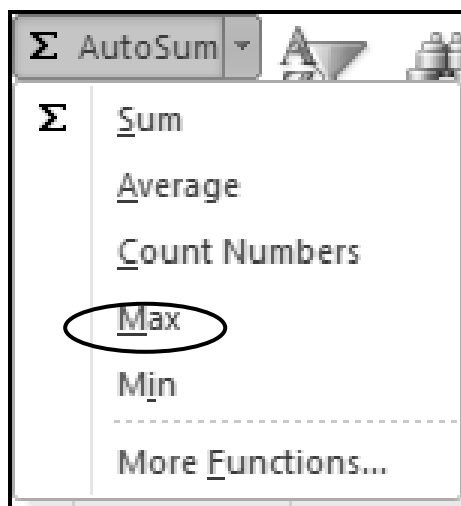 Σ AutoSum
Σ Sum
Average
Count Numbers
Max
Min
More Functions...